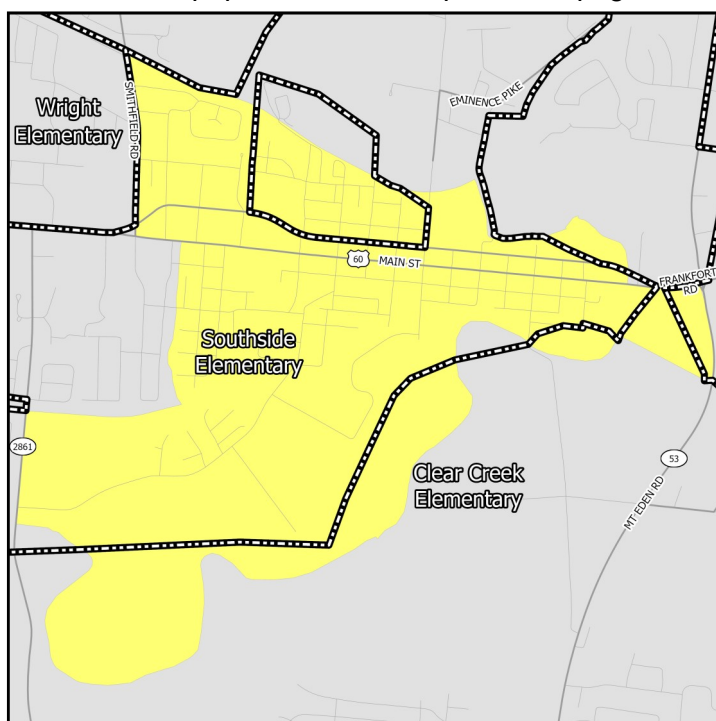 Wright
Elementary
SMITHFIELD RD
EMINENCE PIKE
60
MAIN ST
FRANKFORT
RD
Southside
Elementary
2861
Clear Creek
Elementary
53
MT EDEN RD